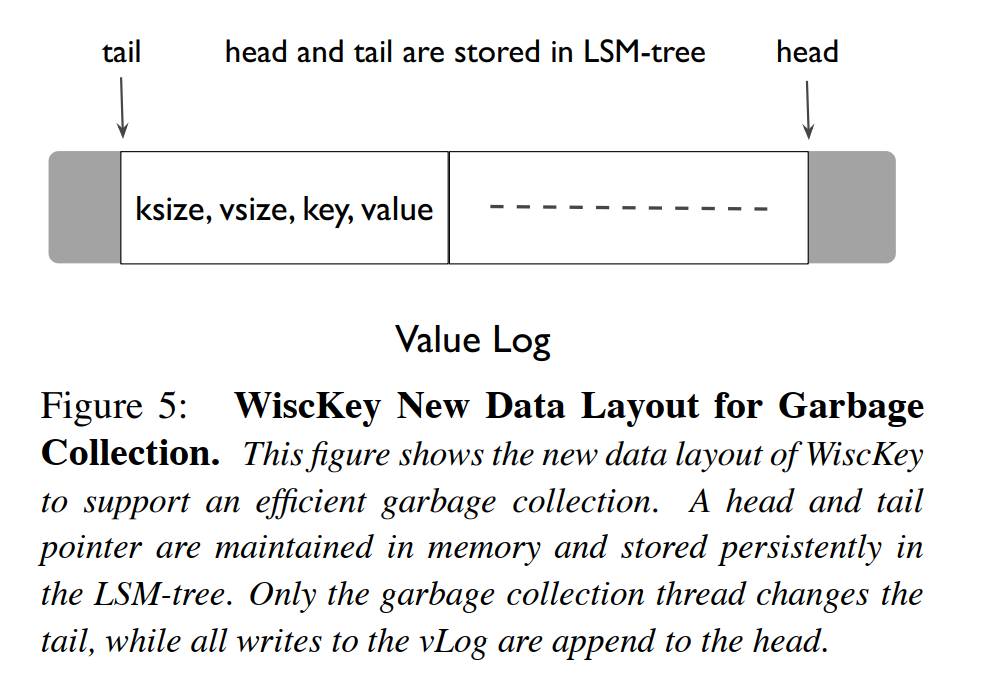 tail head and tail are stored in LSM-tree head
ksize, vsize, key, value
Value Log
Figure 5: WiscKey New Data Layout for Garbage
Collection. This figure shows the new data layout of WiscKey
to support an efficient garbage collection. A head and tail
pointer are maintained in memory and stored persistently in
the LSM-tree. Only the garbage collection thread changes the
tail, while all writes to the vLog are append to the head.